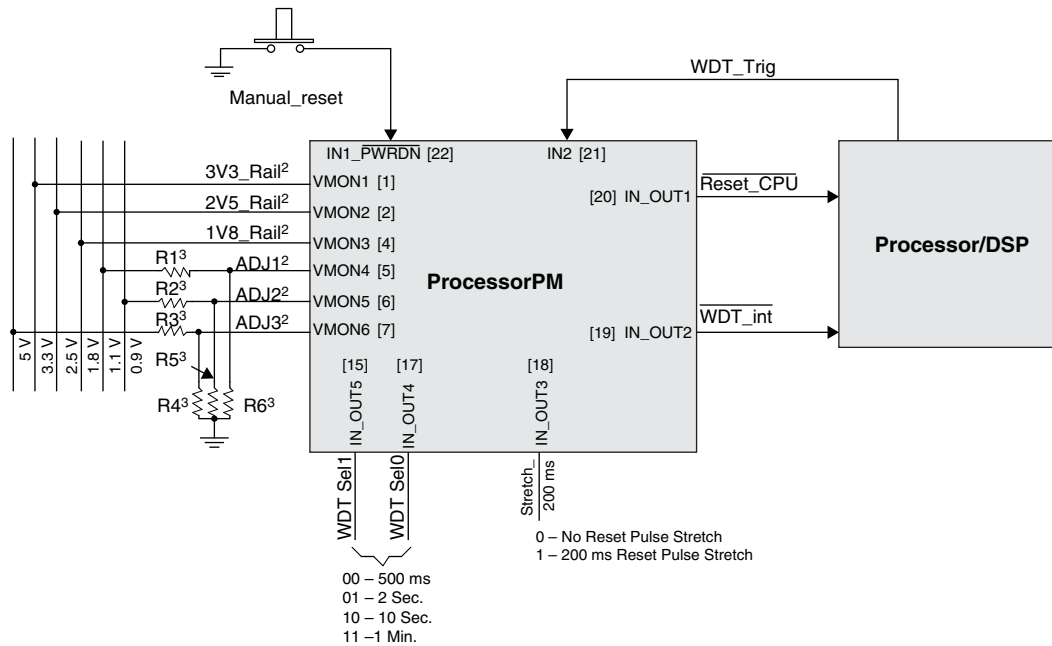 Manual_reset
WDT_Trig
IN1_PWRDN [22]
IN2 [21]
3V3_Rail²
VMON1 [1]
2V5_Rail²
VMON2 [2]
1V8_Rail²
VMON3 [4]
R1³
ADJ1²
VMON4 [5]
R2³
ADJ2²
VMON5 [6]
R3³
ADJ3²
VMON6 [7]
ProcessorPM
[20] IN_OUT1
Reset_CPU
Processor/DSP
[19] IN_OUT2
WDT_int
5 V
3.3 V
2.5 V
1.8 V
1.1 V
0.9 V
R5³
R4³
R6³
[15]
IN_OUT5
[17]
IN_OUT4
[18]
IN_OUT3
WDT Sel1
WDT Sel0
Stretch_
200 ms
0 – No Reset Pulse Stretch
1 – 200 ms Reset Pulse Stretch
00 – 500 ms
01 – 2 Sec.
10 – 10 Sec.
11 –1 Min.